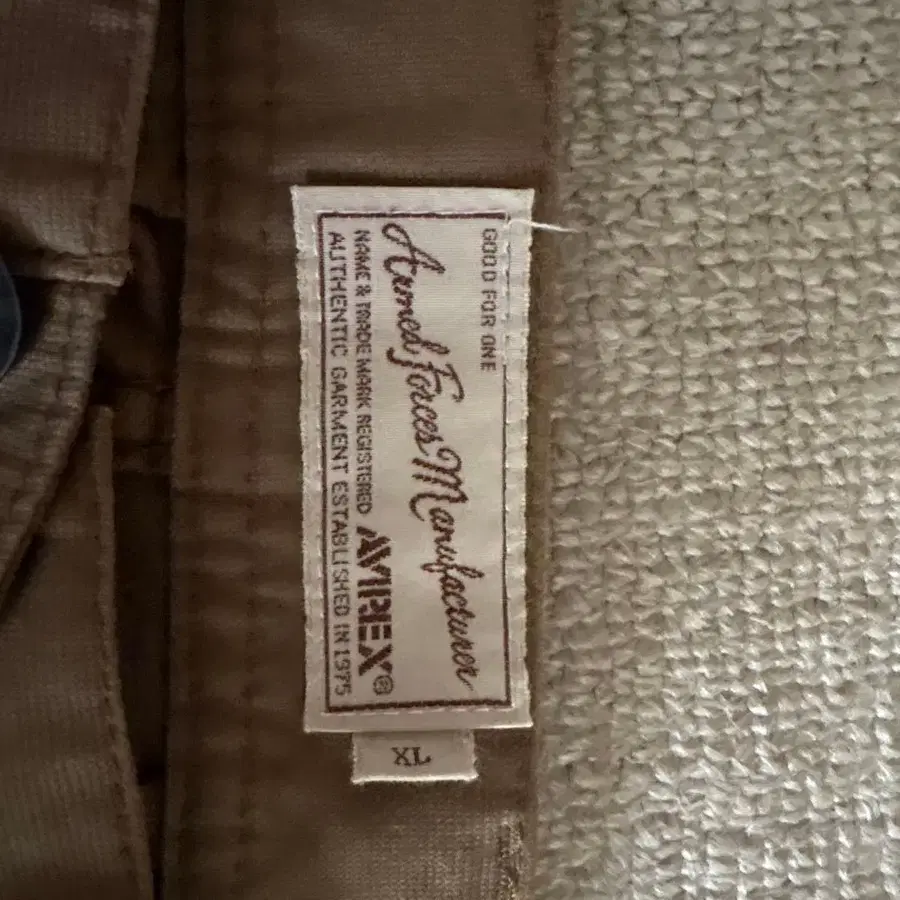 GOOD FOR ONE
Armed Forces Manufacturer
NAME & TRADE MARK REGISTERED AVIREX®
AUTHENTIC GARMENT ESTABLISHED IN 1975
XL